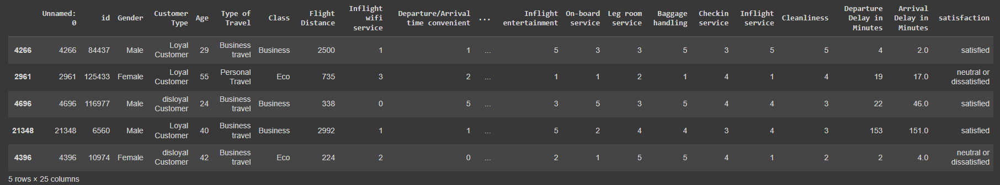 Unnamed: 0 id Gender Customer Type Age Type of Travel Class Flight Distance Inflight wifi service Departure/Arrival time convenient ... Inflight entertainment On-board service Leg room service Baggage handling Checkin service Inflight service Cleanliness Departure Delay in Minutes Arrival Delay in Minutes satisfaction
4266 4266 84437 Male Loyal Customer 29 Business travel Business 2500 1 1 ... 5 3 3 5 3 5 5 4 2.0 satisfied
2961 2961 125433 Female Loyal Customer 55 Personal Travel Eco 735 3 2 ... 1 1 2 1 4 1 4 19 17.0 neutral or dissatisfied
4696 4696 116977 Male disloyal Customer 24 Business travel Business 338 0 5 ... 3 5 3 5 4 4 3 22 46.0 satisfied
21348 21348 6560 Male Loyal Customer 40 Business travel Business 2992 1 1 ... 5 2 4 4 3 4 3 153 151.0 satisfied
4396 4396 10974 Female disloyal Customer 42 Business travel Eco 224 2 0 ... 2 1 5 5 4 1 2 2 4.0 neutral or dissatisfied
5 rows × 25 columns